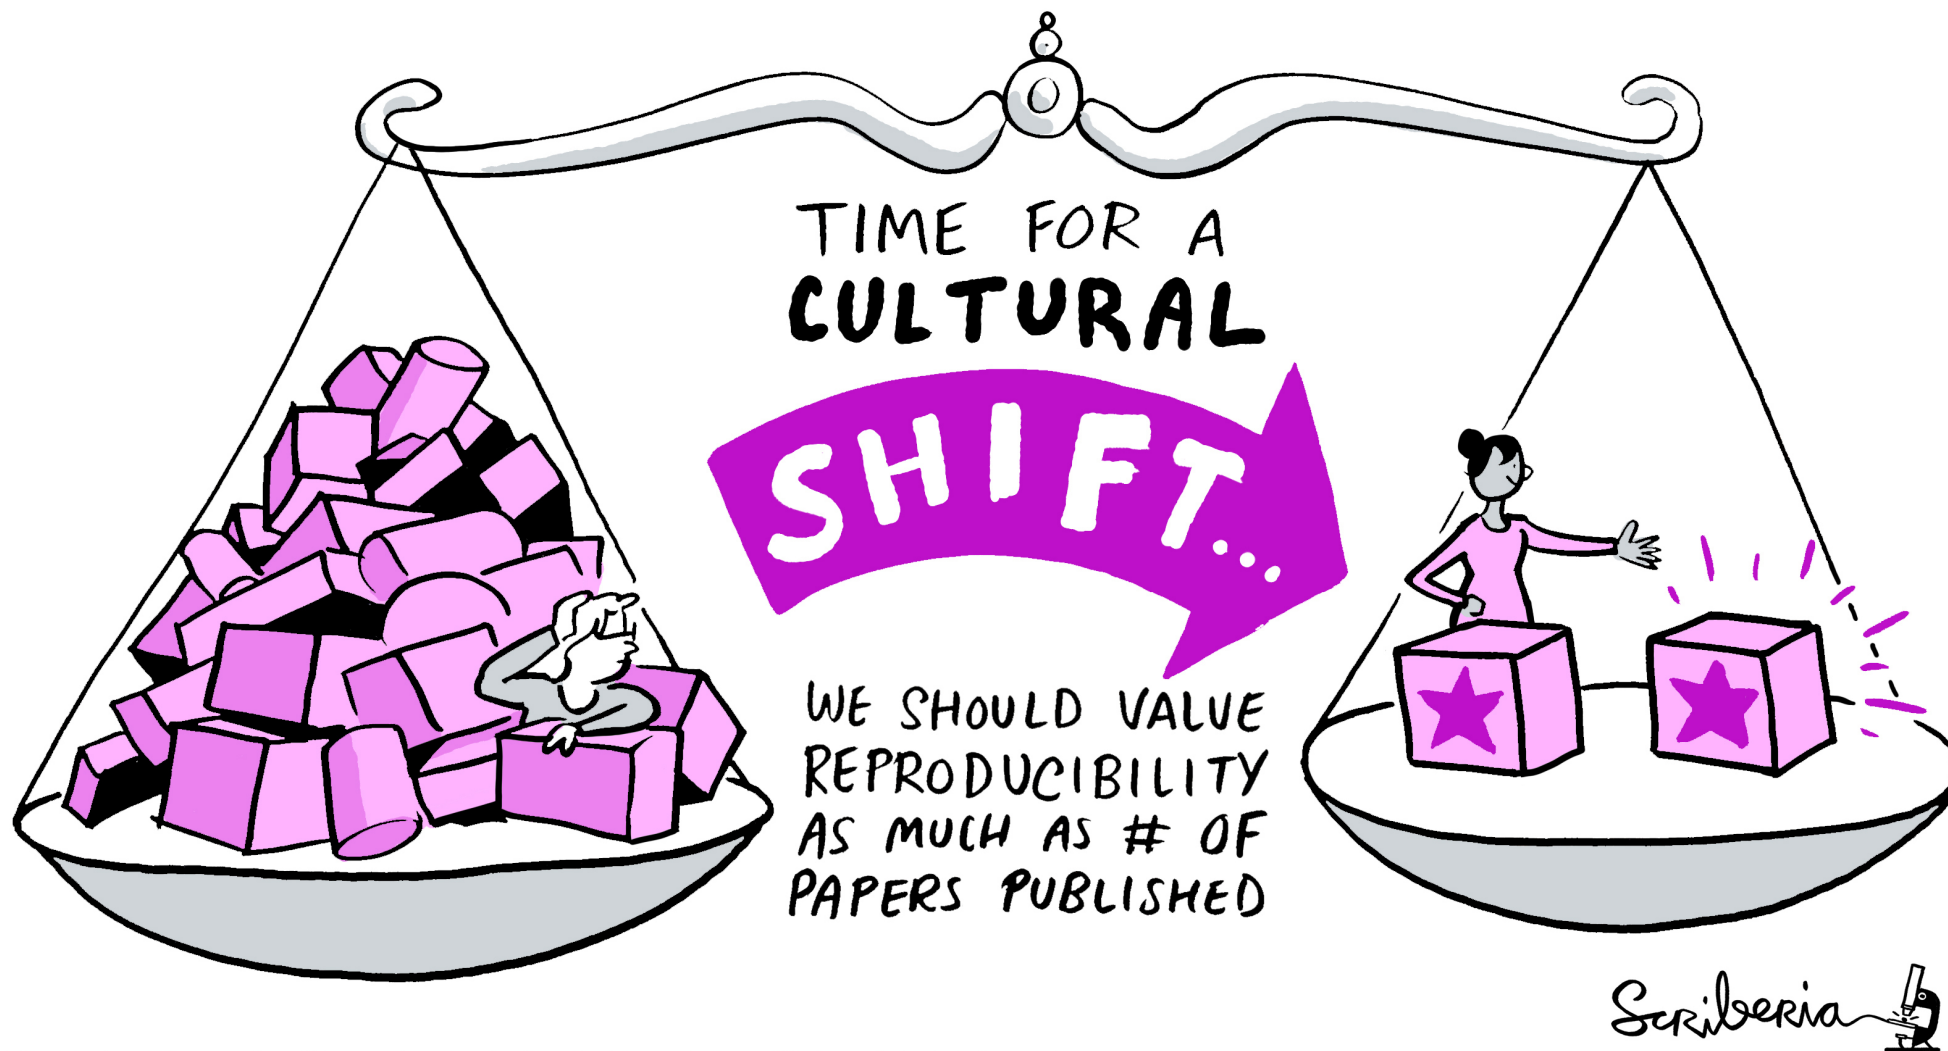 TIME FOR A
CULTURAL
SHIFT...
WE SHOULD VALUE
REPRODUCIBILITY
AS MUCH AS # OF
PAPERS PUBLISHED
Scriberia